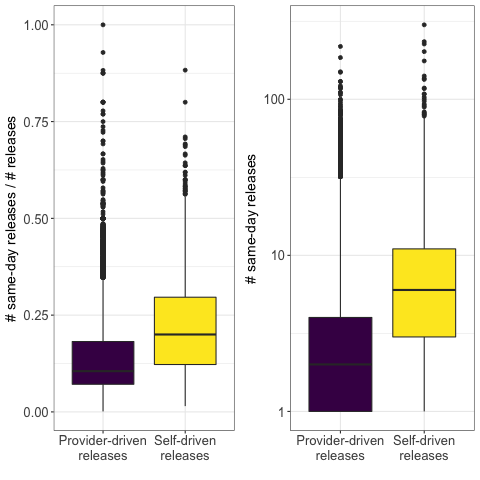 # same-day releases / # releases
1.00
0.75
0.50
0.25
0.00
Provider-driven
releases
Self-driven
releases
# same-day releases
100
10
1
Provider-driven
releases
Self-driven
releases